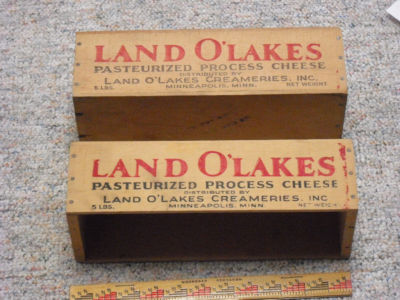 LAND O'LAKES
PASTEURIZED PROCESS CHEESE
DISTRIBUTED BY
LAND O'LAKES CREAMERIES, INC.
5 LBS. MINNEAPOLIS, MINN. NET WEIGHT
LAND O'LAKES
PASTEURIZED PROCESS CHEESE
DISTRIBUTED BY
LAND O'LAKES CREAMERIES, INC
5 LBS. MINNEAPOLIS, MINN NET WEIGHT